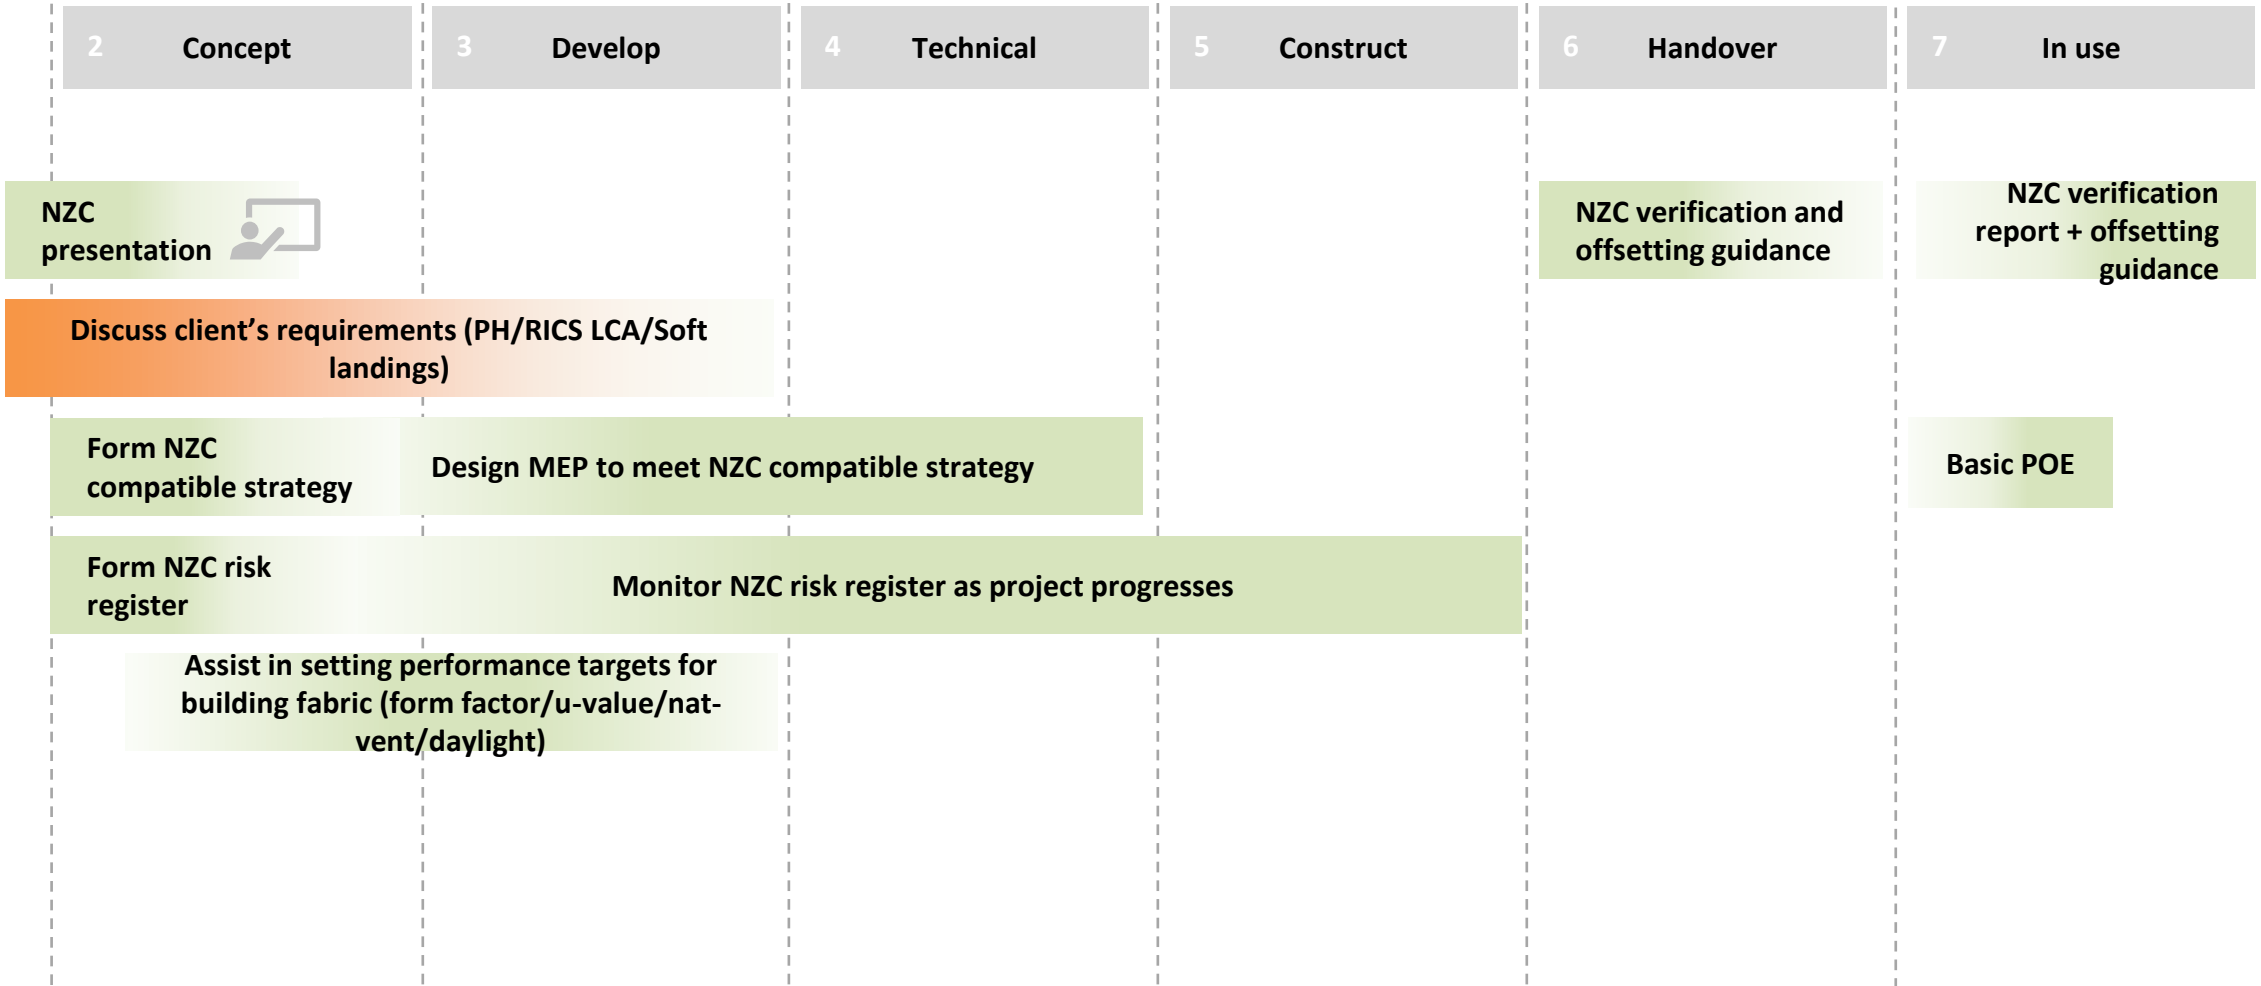 2 Concept
3 Develop
4 Technical
5 Construct
6 Handover
7 In use
NZC
presentation
NZC verification and
offsetting guidance
NZC verification
report + offsetting
guidance
Discuss client’s requirements (PH/RICS LCA/Soft
landings)
Form NZC
compatible strategy
Design MEP to meet NZC compatible strategy
Basic POE
Form NZC risk
register
Monitor NZC risk register as project progresses
Assist in setting performance targets for
building fabric (form factor/u-value/nat-
vent/daylight)